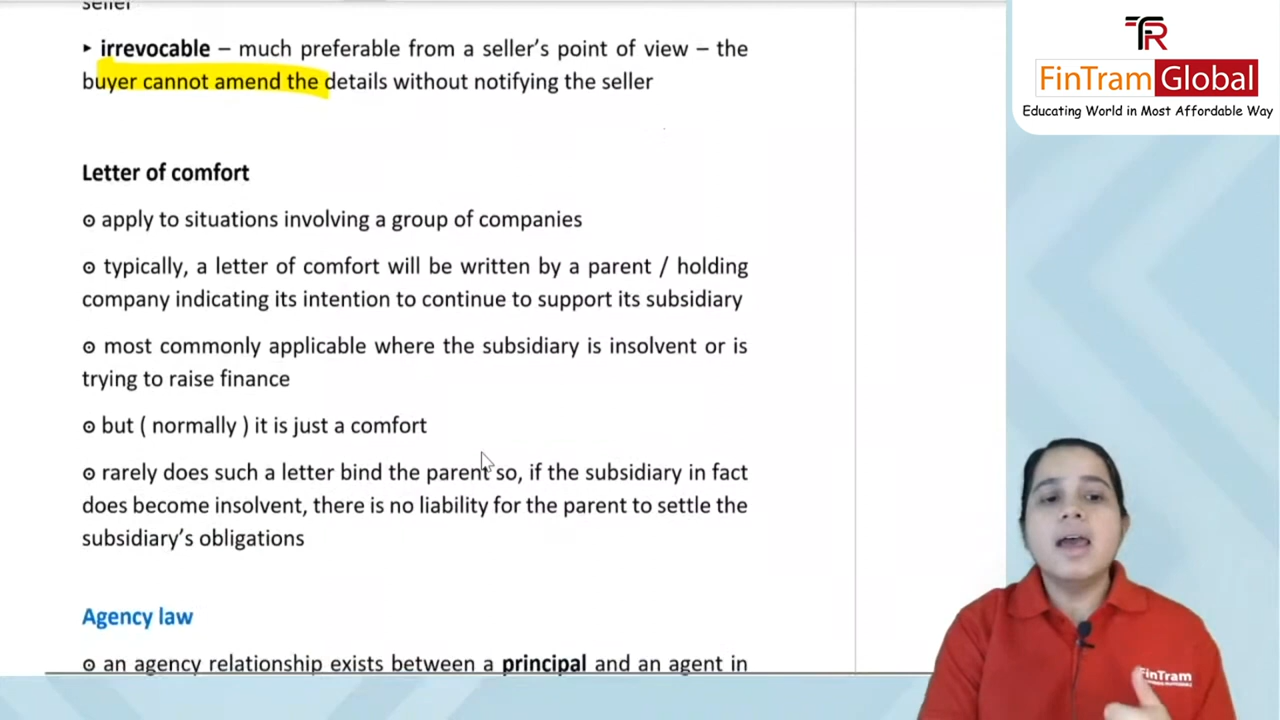 seller
‣ irrevocable – much preferable from a seller's point of view – the
buyer cannot amend the details without notifying the seller
Letter of comfort
⊙ apply to situations involving a group of companies
⊙ typically, a letter of comfort will be written by a parent / holding
company indicating its intention to continue to support its subsidiary
⊙ most commonly applicable where the subsidiary is insolvent or is
trying to raise finance
⊙ but ( normally ) it is just a comfort
⊙ rarely does such a letter bind the parent so, if the subsidiary in fact
does become insolvent, there is no liability for the parent to settle the
subsidiary's obligations
Agency law
⊙ an agency relationship exists between a principal and an agent in
TR
FinTram Global
Educating World in Most Affordable Way
FinTram